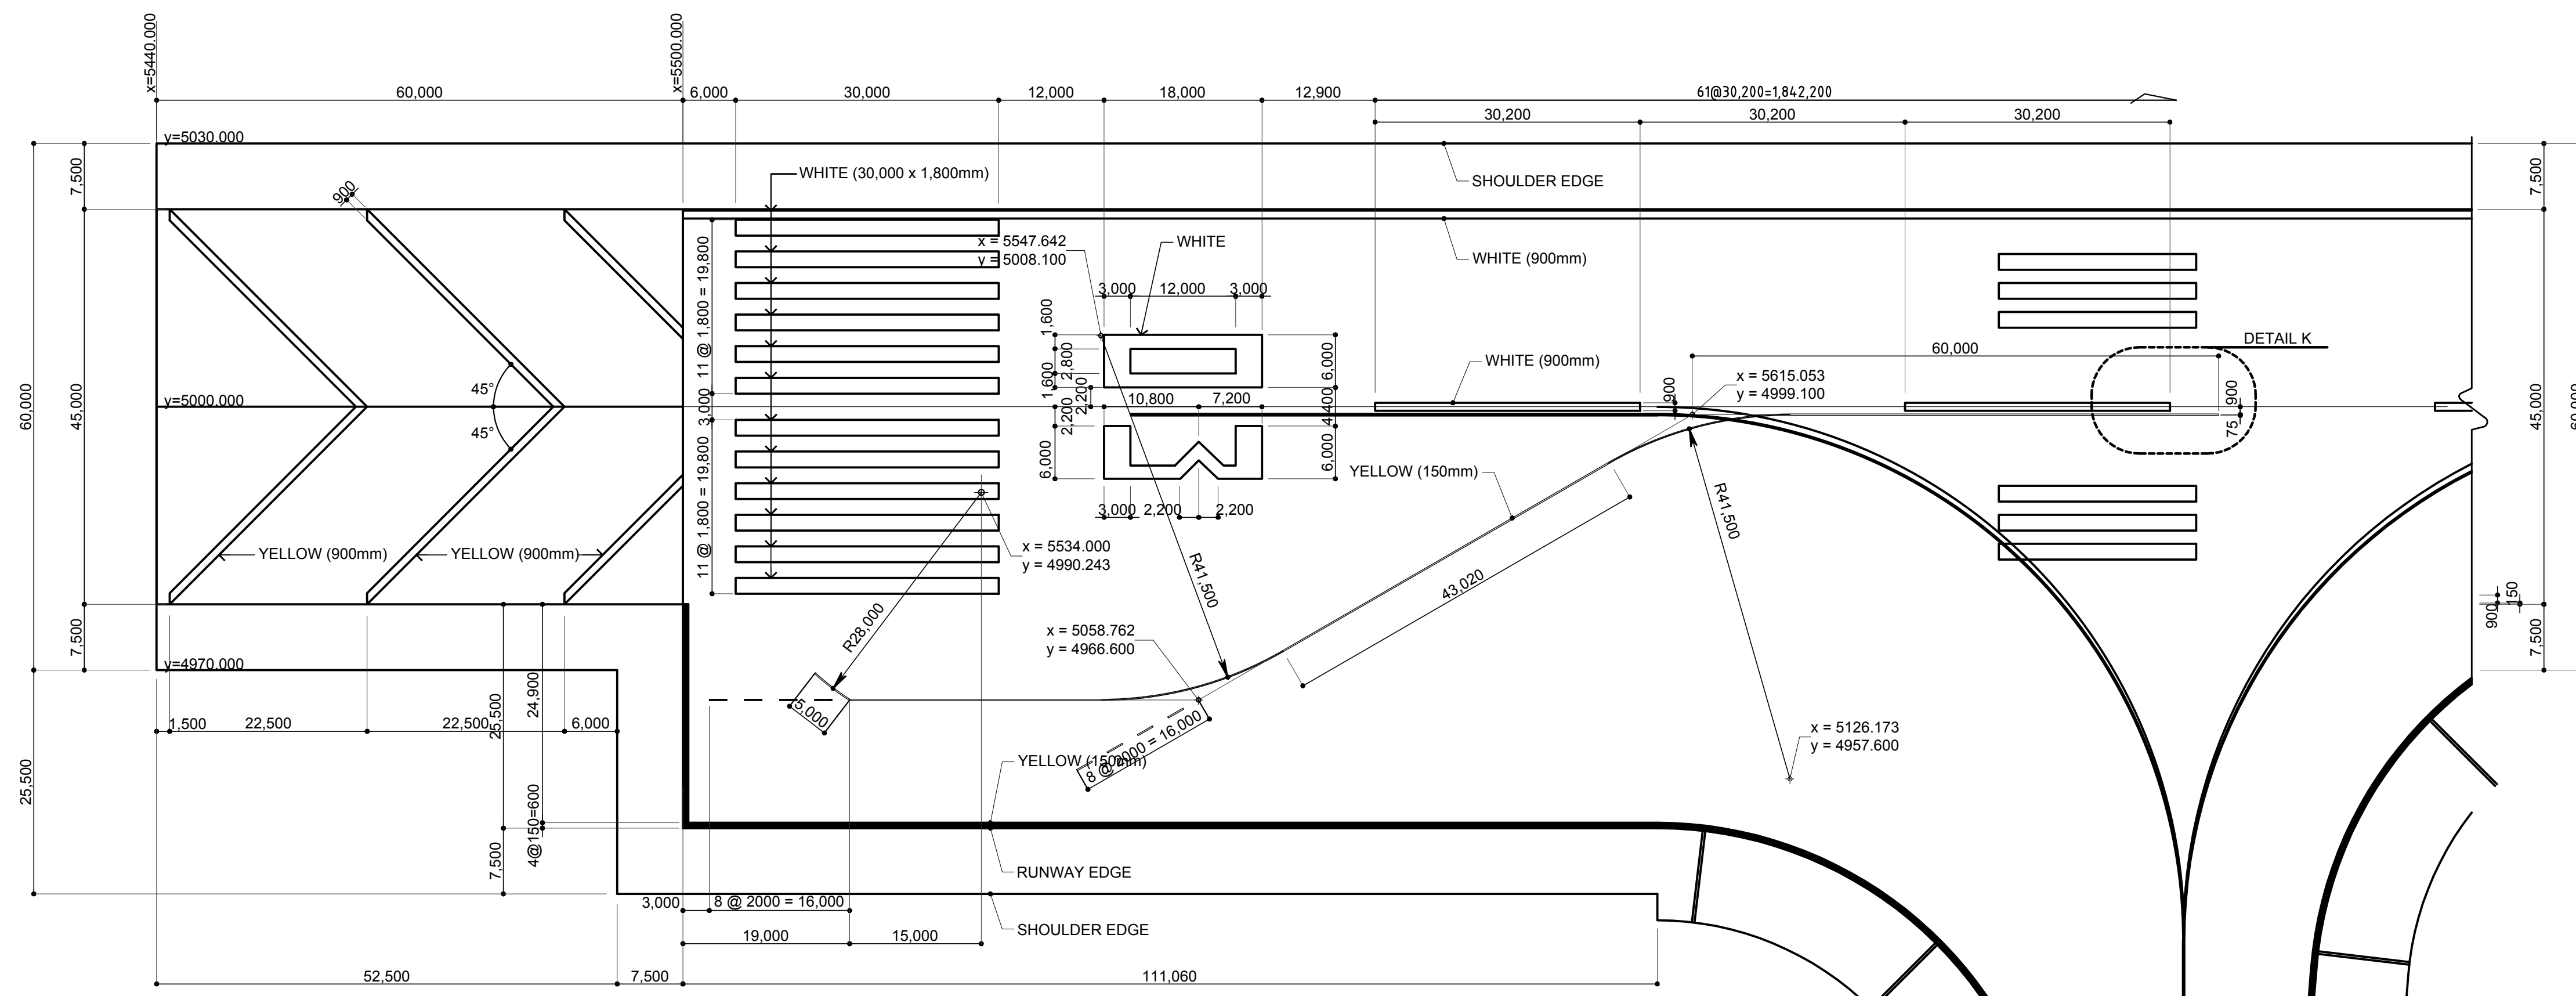 x=5440.000
x=5500.000
60,000
6,000
30,000
12,000
18,000
12,900
61@30,200=1,842,200
30,200
30,200
30,200
y=5030.000
7,500
900
WHITE (30,000 x 1,800mm)
SHOULDER EDGE
7,500
x = 5547.642
y = 5008.100
WHITE
WHITE (900mm)
11 @ 1,800 = 19,800
3,000
12,000
3,000
1,600
2,800
1,600
2,200
6,000
WHITE (900mm)
60,000
DETAIL K
x = 5615.053
y = 4999.100
900
900
75
45°
45°
y=5000.000
60,000
45,000
3,000
10,800
7,200
4,400
2,200
6,000
6,000
45,000
60,000
11 @ 1,800 = 19,800
3,000
2,200
2,200
YELLOW (150mm)
R41,500
x = 5534.000
y = 4990.243
YELLOW (900mm)
YELLOW (900mm)
R41,500
43,020
R28,000
900
150
7,500
x = 5058.762
y = 4966.600
7,500
y=4970.000
24,900
25,500
1,500
22,500
22,500
6,000
5,000
8 @ 2000 = 16,000
x = 5126.173
y = 4957.600
YELLOW (150mm)
25,500
4@150=600
7,500
RUNWAY EDGE
3,000
8 @ 2000 = 16,000
SHOULDER EDGE
19,000
15,000
52,500
7,500
111,060